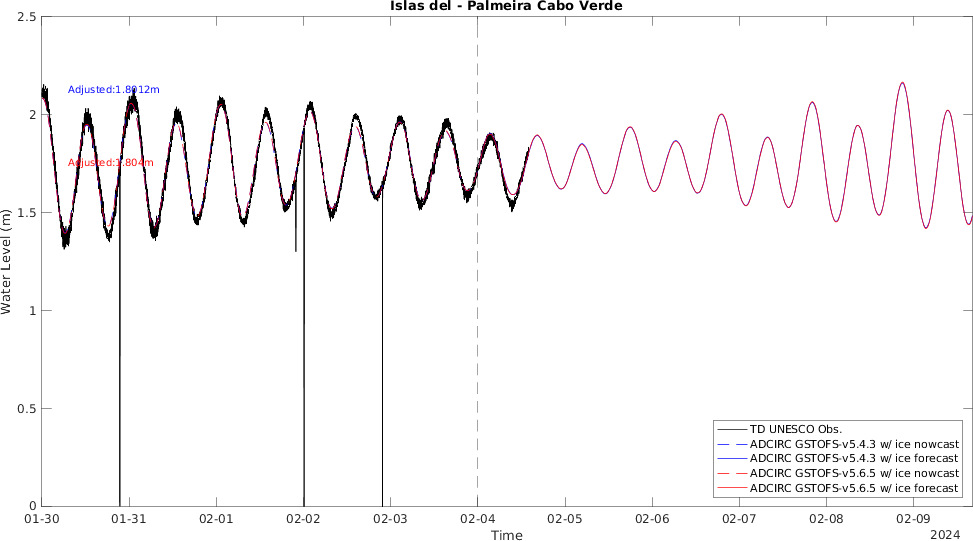 Islas del - Palmeira Cabo Verde
2.5
2
1.5
1
0.5
0
Water Level (m)
Adjusted:1.8012m
Adjusted:1.804m
TD UNESCO Obs.
ADCIRC GSTOFS-v5.4.3 w/ ice nowcast
ADCIRC GSTOFS-v5.4.3 w/ ice forecast
ADCIRC GSTOFS-v5.6.5 w/ ice nowcast
ADCIRC GSTOFS-v5.6.5 w/ ice forecast
01-30 01-31 02-01 02-02 02-03 02-04 02-05 02-06 02-07 02-08 02-09
Time
2024